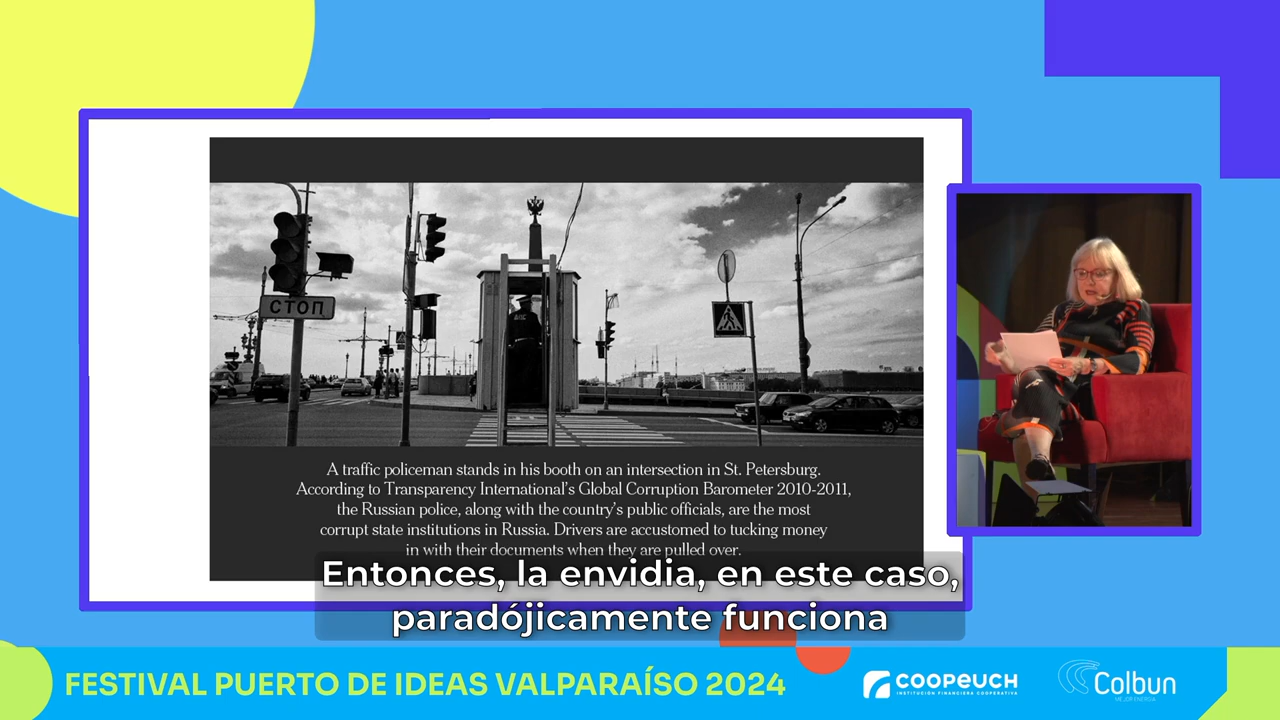 СТОП
ДПС
A traffic policeman stands in his booth on an intersection in St. Petersburg.
According to Transparency International's Global Corruption Barometer 2010-2011,
the Russian police, along with the country's public officials, are the most
corrupt state institutions in Russia. Drivers are accustomed to tucking money
in with their documents when they are pulled over.
Entonces, la envidia, en este caso,
paradójicamente funciona
FESTIVAL PUERTO DE IDEAS VALPARAÍSO 2024
COOPEUCH
INSTITUCIÓN FINANCIERA COOPERATIVA
Colbun
MEJOR ENERGÍA